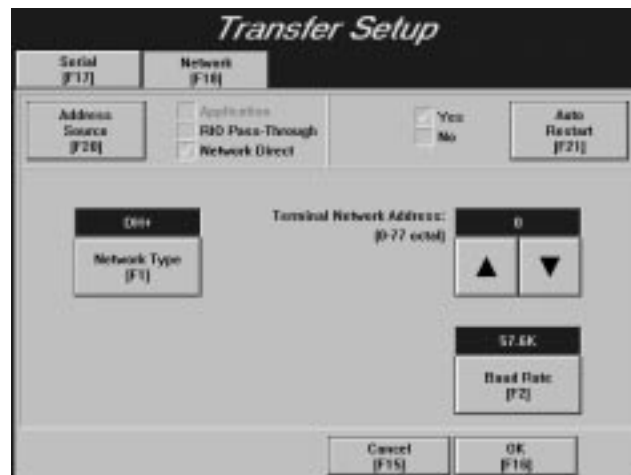 Transfer Setup
Serial
[F17]
Network
[F18]
Address
Source
[F20]
Application
RIO Pass-Through
Network Direct
Yes
No
Auto
Restart
[F21]
DH+
Network Type
[F1]
Terminal Network Address:
(0-77 octal)
0
57.6K
Baud Rate
[F2]
Cancel
[F15]
OK
[F16]